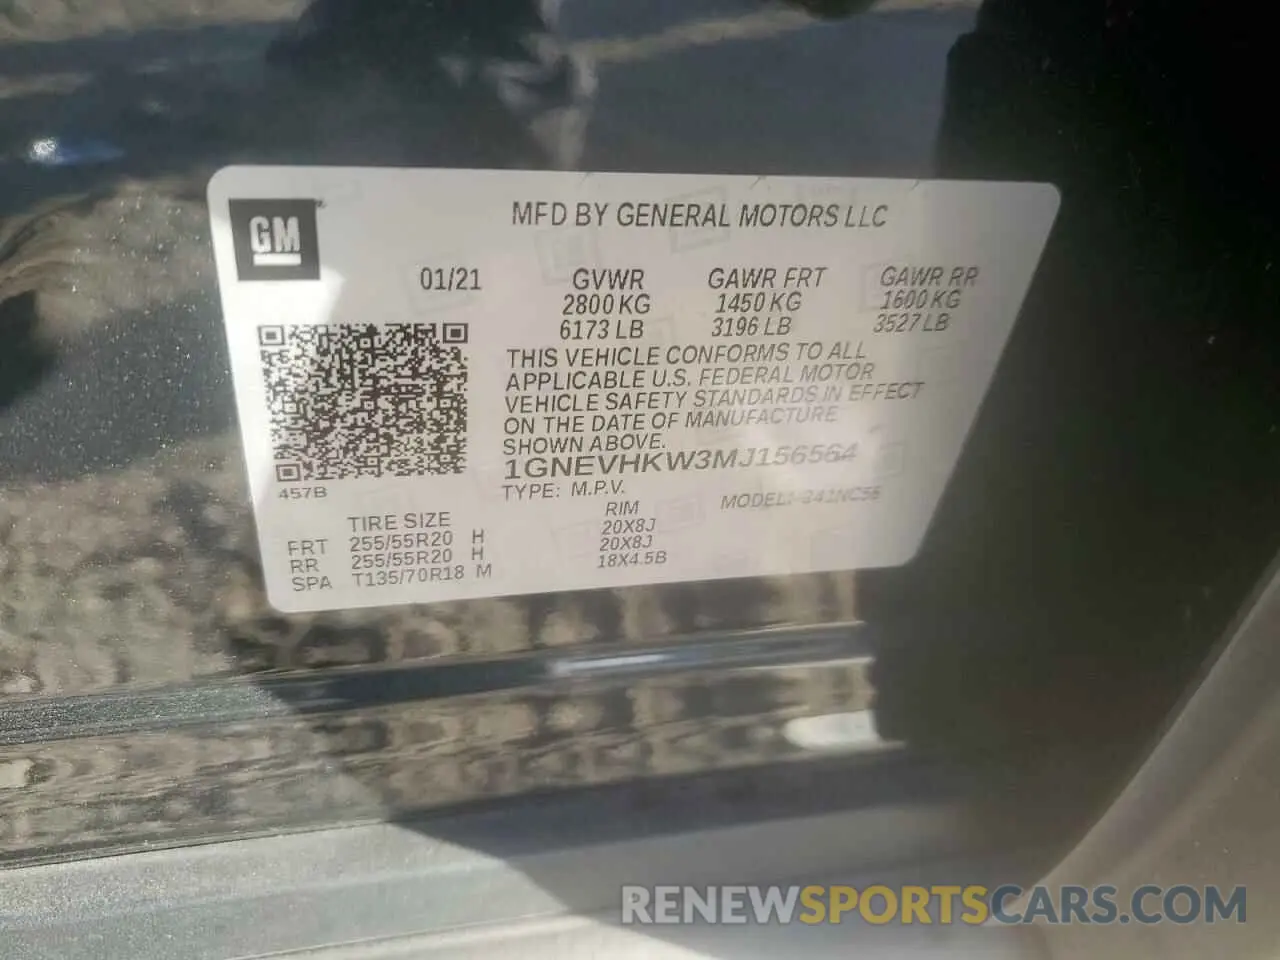 GM
MFD BY GENERAL MOTORS LLC
01/21 GVWR GAWR FRT GAWR RR
2800 KG 1450 KG 1600 KG
6173 LB 3196 LB 3527 LB
THIS VEHICLE CONFORMS TO ALL
APPLICABLE U.S. FEDERAL MOTOR
VEHICLE SAFETY STANDARDS IN EFFECT
ON THE DATE OF MANUFACTURE
SHOWN ABOVE.
1GNEVHKW3MJ156564
457B
TYPE: M.P.V. MODEL:
TIRE SIZE RIM
FRT 255/55R20 H 20X8J
RR 255/55R20 H 20X8J
SPA T135/70R18 M 18X4.5B
RENEWSPORTSCARS.COM